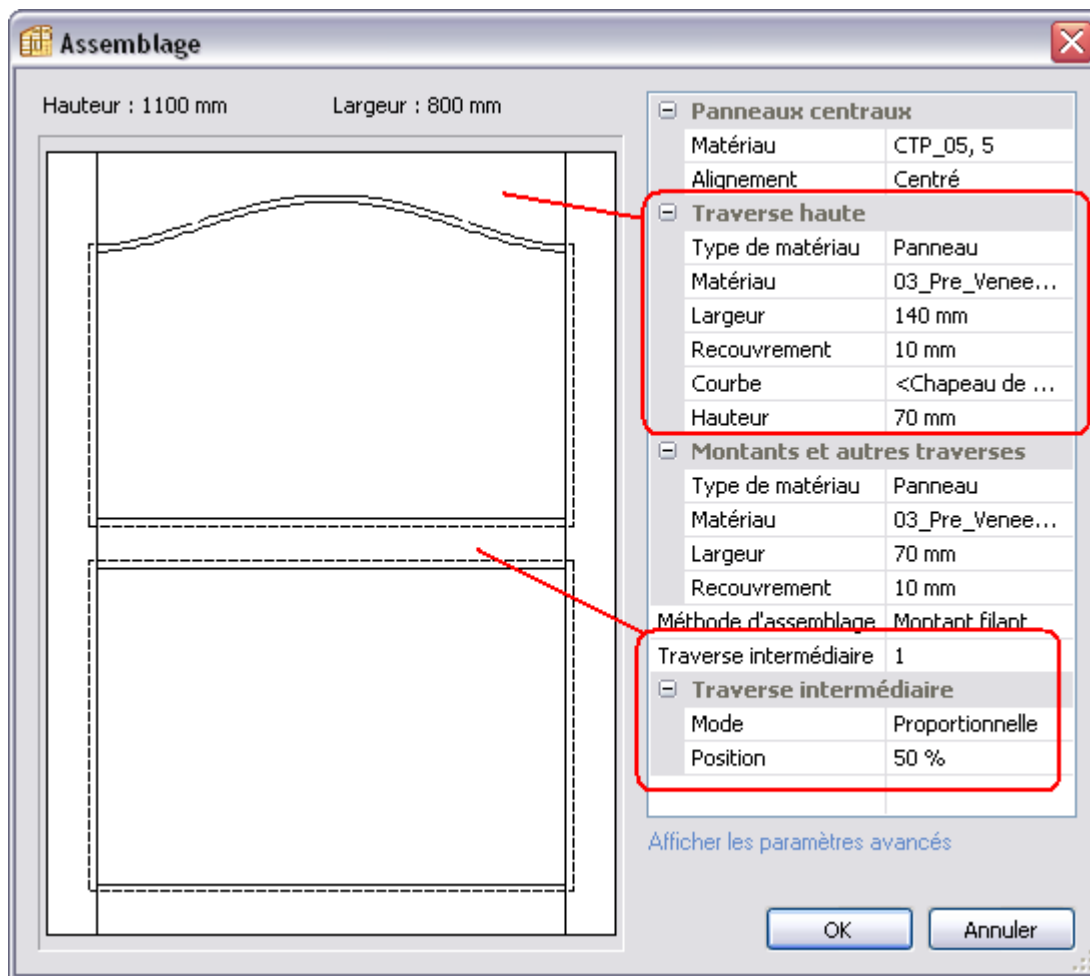 Assemblage
Hauteur : 1100 mm Largeur : 800 mm
Panneaux centraux
Matériau CTP_05, 5
Alignement Centré
Traverse haute
Type de matériau Panneau
Matériau 03_Pre_Venee...
Largeur 140 mm
Recouvrement 10 mm
Courbe <Chapeau de ...
Hauteur 70 mm
Montants et autres traverses
Type de matériau Panneau
Matériau 03_Pre_Venee...
Largeur 70 mm
Recouvrement 10 mm
Méthode d'assemblage Montant filant
Traverse intermédiaire 1
Traverse intermédiaire
Mode Proportionnelle
Position 50 %
Afficher les paramètres avancés
OK Annuler